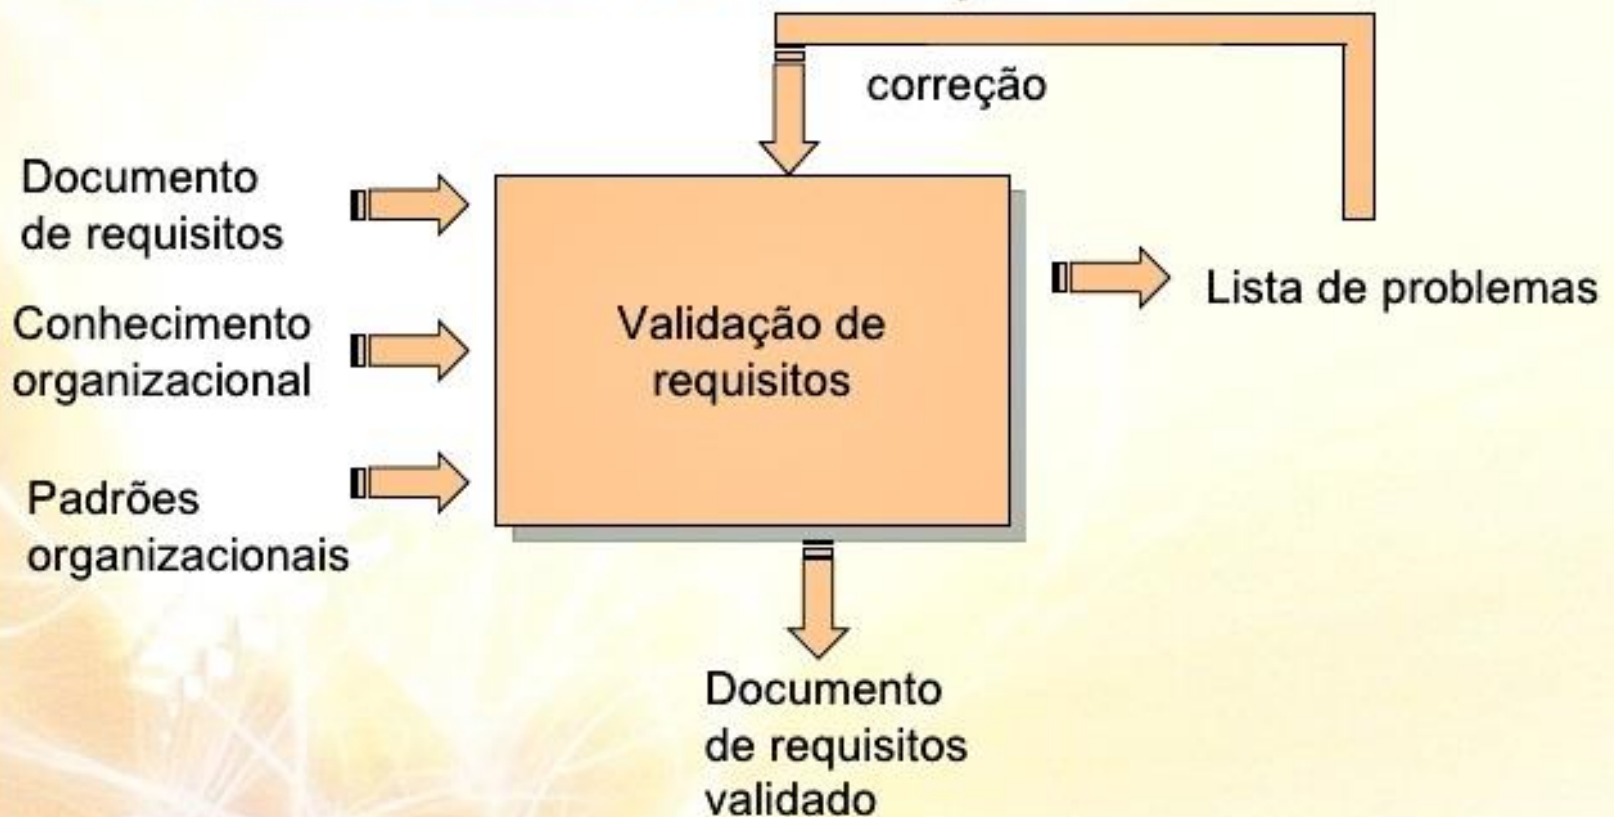 correção
Documento
de requisitos
Conhecimento
organizacional
Padrões
organizacionais
Validação de
requisitos
Lista de problemas
Documento
de requisitos
validado